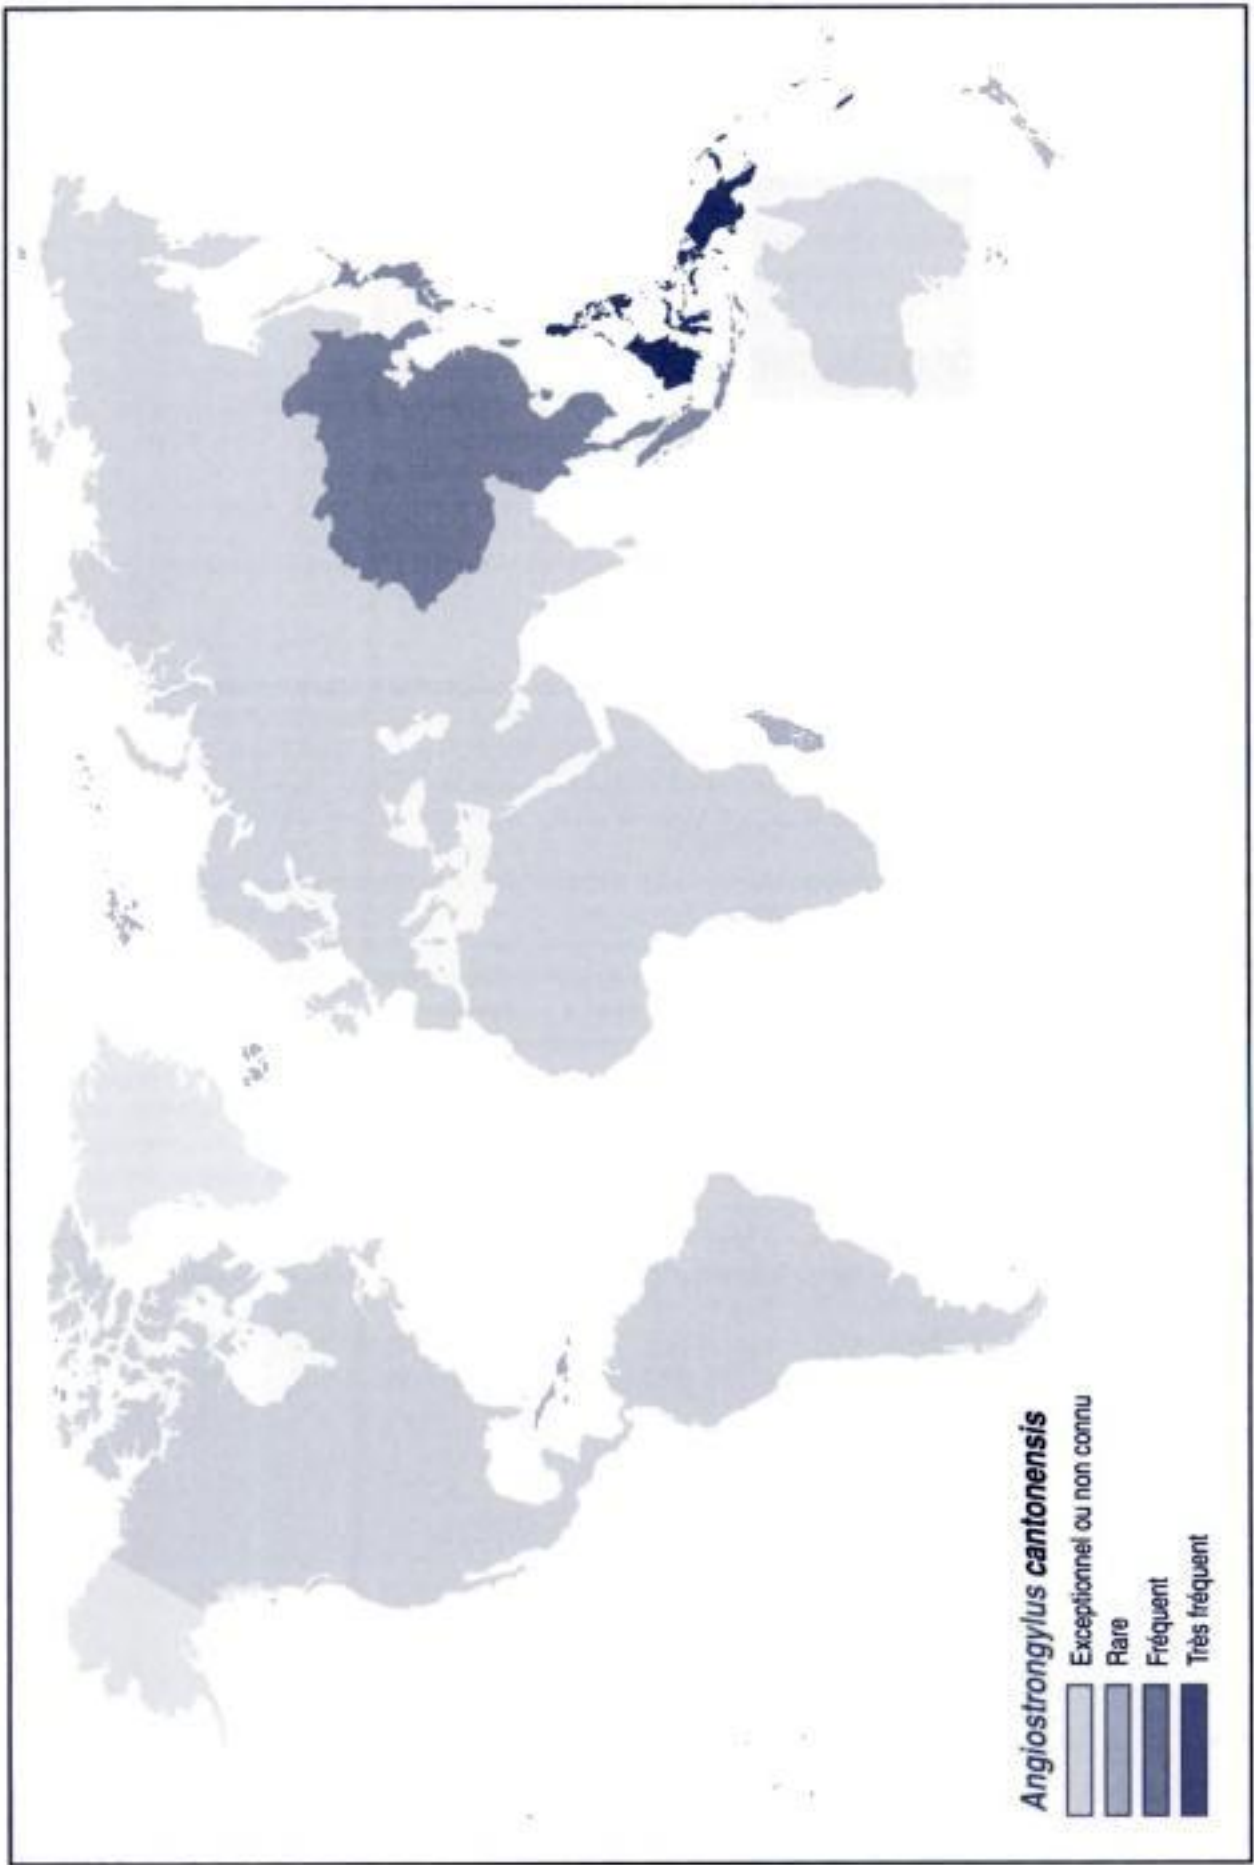 Angiostrongylus cantonensis
Exceptionnel ou non connu
Rare
Fréquent
Très fréquent